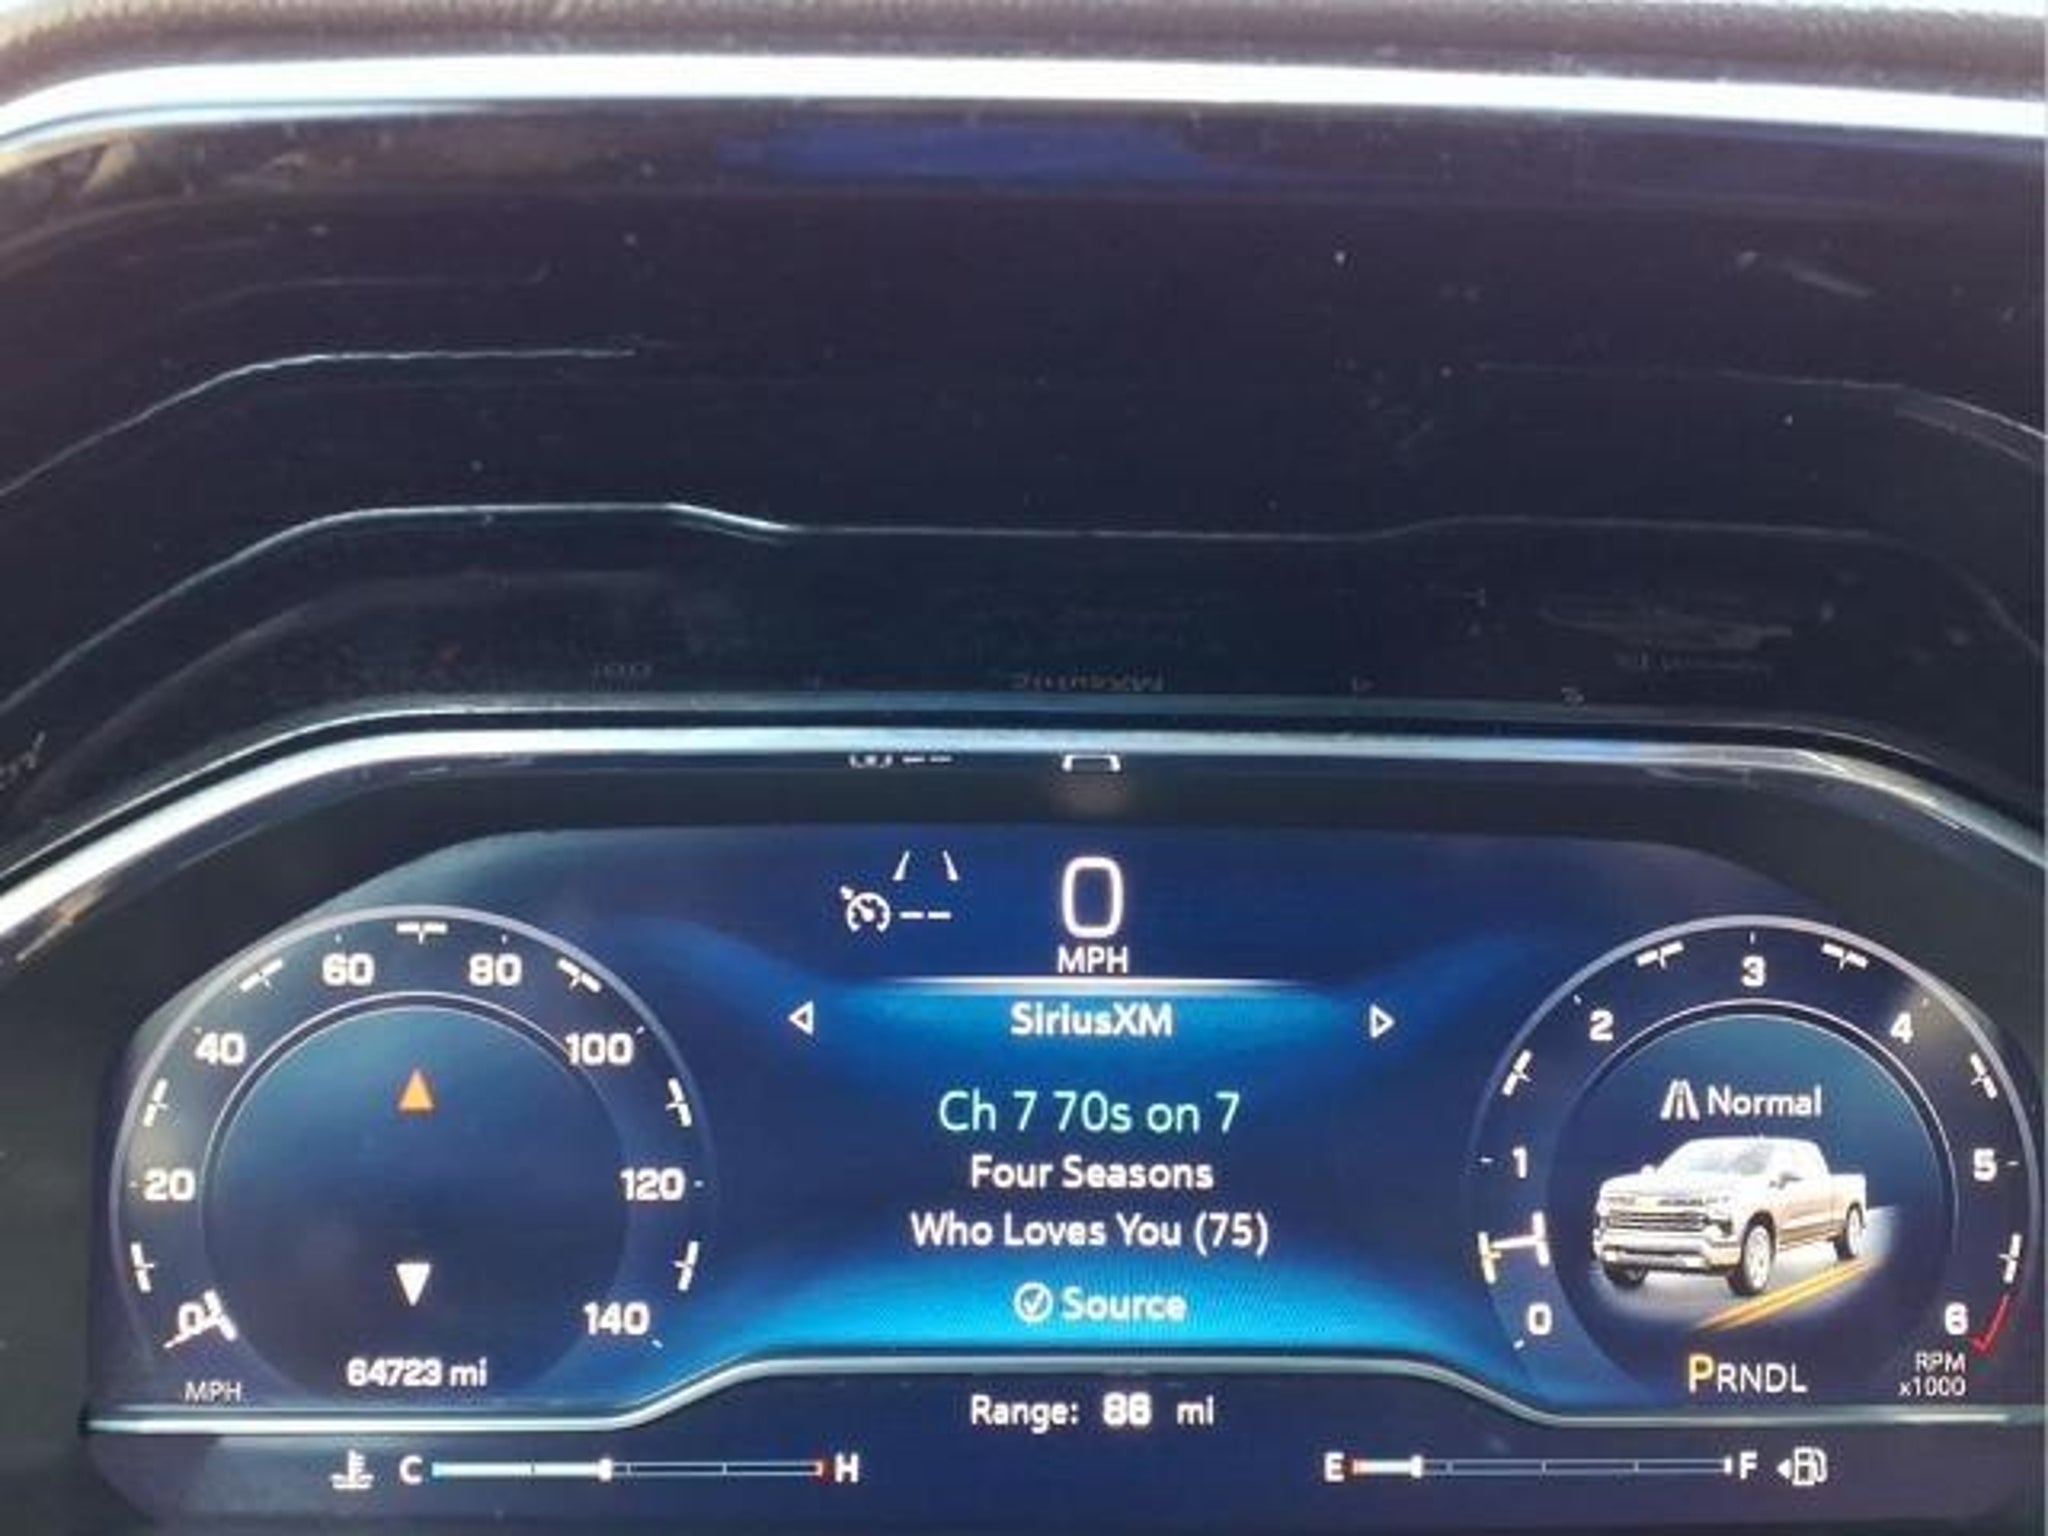 0
MPH
SiriusXM
Ch 7 70s on 7
Four Seasons
Who Loves You (75)
Source
0
20
40
60
80
100
120
140
MPH
64723 mi
0
1
2
3
4
5
6
RPM
x1000
Normal
PRNDL
Range: 86 mi
C
H
E
F